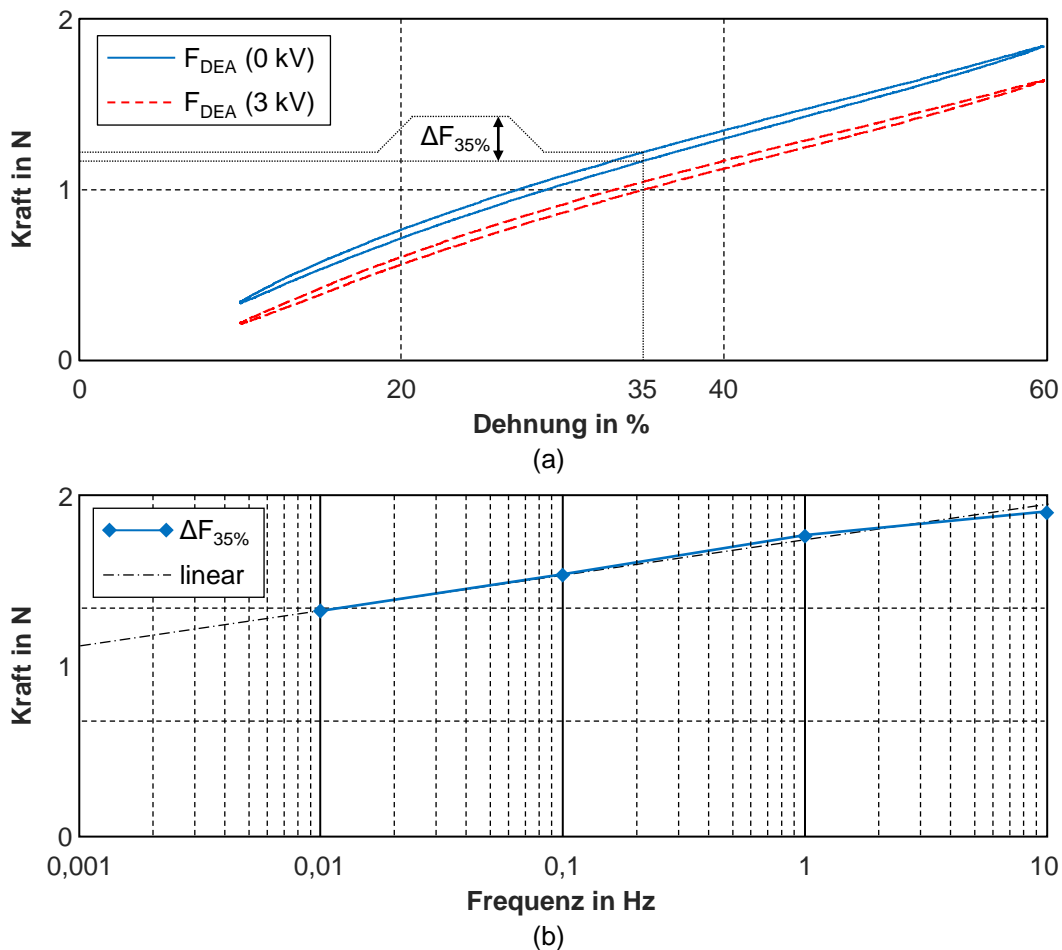 2
F_DEA (0 kV)
F_DEA (3 kV)
ΔF_35%
Kraft in N
1
0
0 20 35 40 60
Dehnung in %
(a)
2
ΔF_35%
linear
Kraft in N
1
0
0,001 0,01 0,1 1 10
Frequenz in Hz
(b)